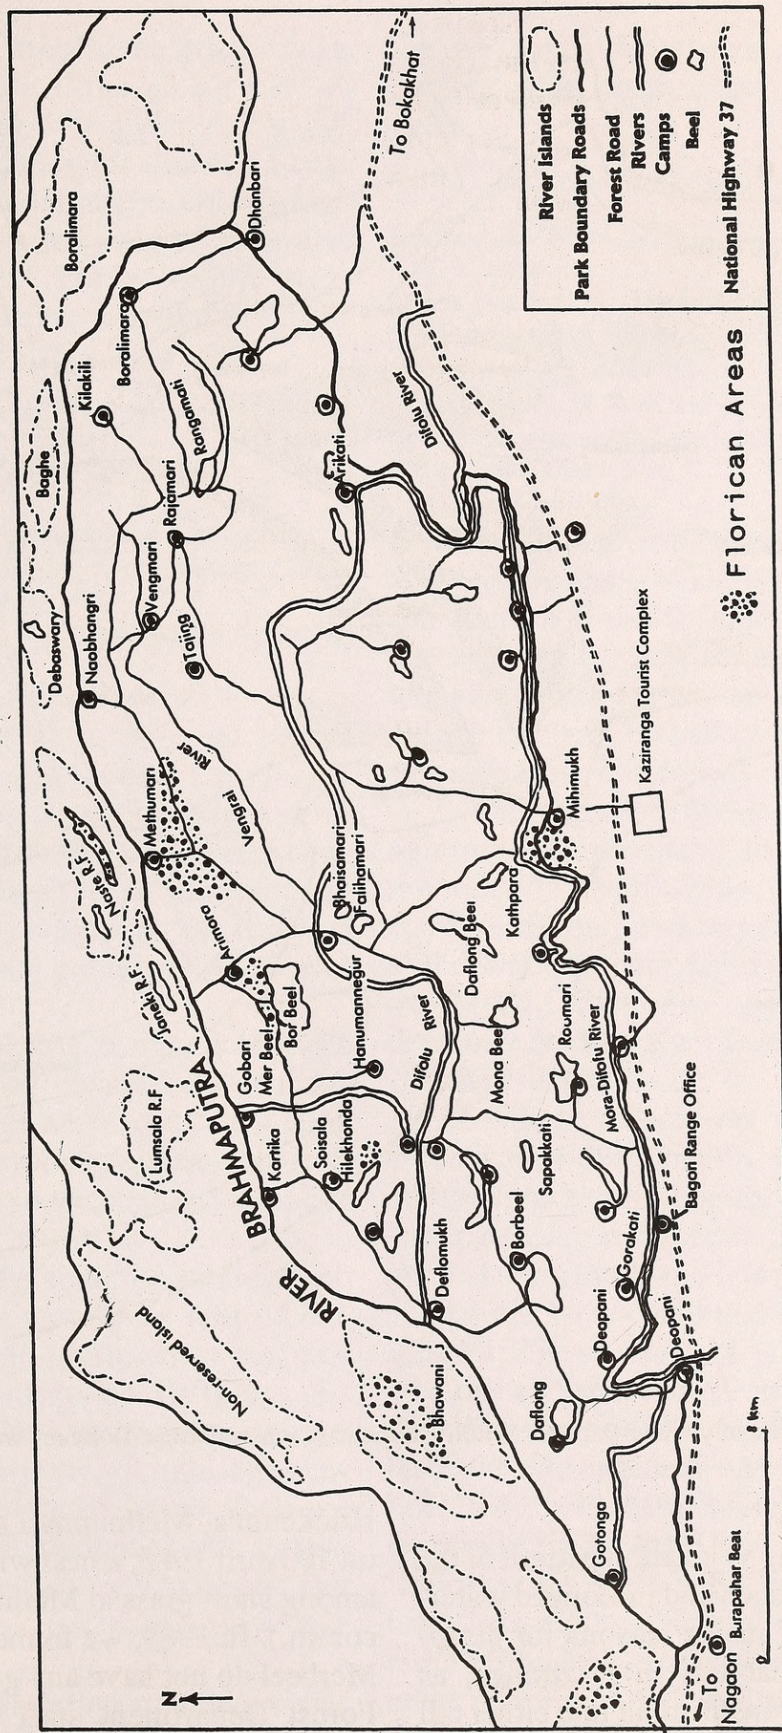 N
To Bokakhat
River Islands
Park Boundary Roads
Forest Road
Rivers
Camps
Beel
National Highway 37
Florican Areas
Boralimara
Dhanbari
Boralimara
Kilakili
Baghe
Rangamati
Rajamari
Arikati
Difolu River
Debaswary
Naobhangri
Vengmari
Tajing
Vengrai River
Methumari
Naste R.F
Janeki R.F
Arimora
Bhaisamari
Falihamari
Mihimukh
Kaziranga Tourist Complex
Kathpara
Daflong Beel
Bor Beel
Mer Beel
Gobari
Hanumannegur
Difolu River
Mona Beel
Roumari
Mora-Difolu River
Lumsala R.F
BRAHMAPUTRA
RIVER
Kartika
Soisala
Hilekhonda
Sapakkati
Bagori Range Office
Deflomukh
Borbeel
Gorakati
Deopani
Deopani
Non-reserved island
Bhawani
Daflong
Gotonga
8 km
To
Nagaon
Burapahar Beat